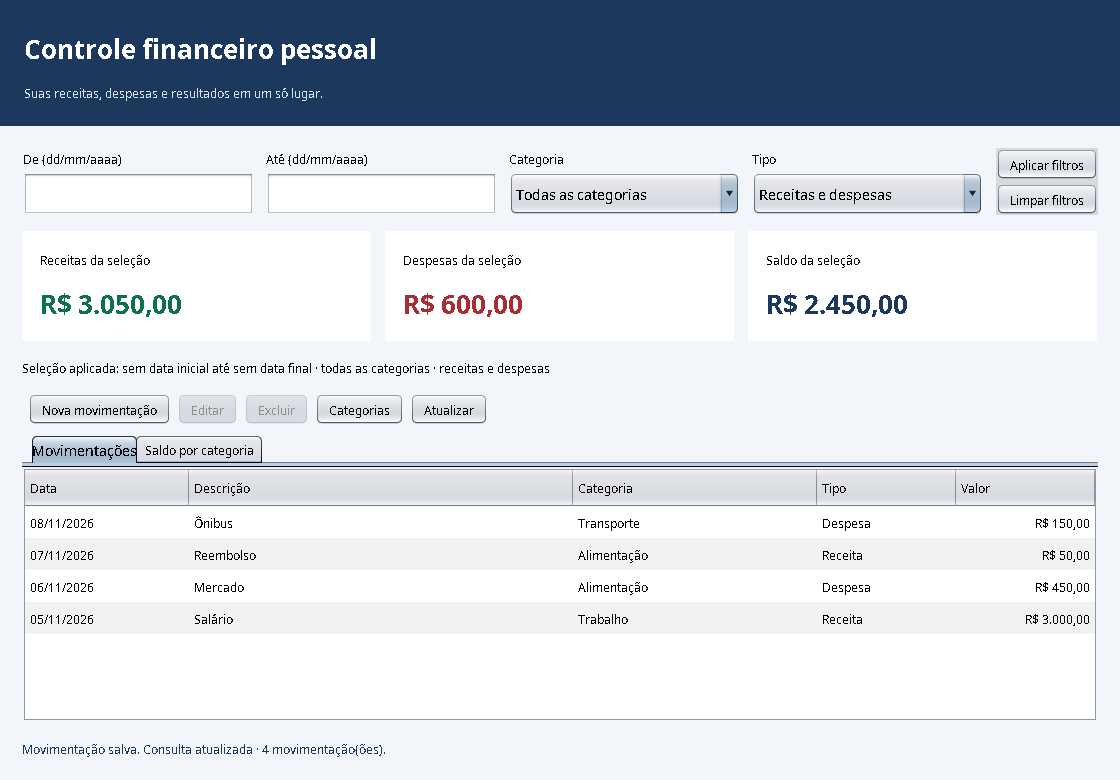 Controle financeiro pessoal
Suas receitas, despesas e resultados em um só lugar.
De (dd/mm/aaaa) Até (dd/mm/aaaa) Categoria Tipo
Todas as categorias Receitas e despesas
Aplicar filtros
Limpar filtros
Receitas da seleção Despesas da seleção Saldo da seleção
R$ 3.050,00 R$ 600,00 R$ 2.450,00
Seleção aplicada: sem data inicial até sem data final · todas as categorias · receitas e despesas
Nova movimentação Editar Excluir Categorias Atualizar
Movimentações Saldo por categoria
Data Descrição Categoria Tipo Valor
08/11/2026 Ônibus Transporte Despesa R$ 150,00
07/11/2026 Reembolso Alimentação Receita R$ 50,00
06/11/2026 Mercado Alimentação Despesa R$ 450,00
05/11/2026 Salário Trabalho Receita R$ 3.000,00
Movimentação salva. Consulta atualizada · 4 movimentação(ões).